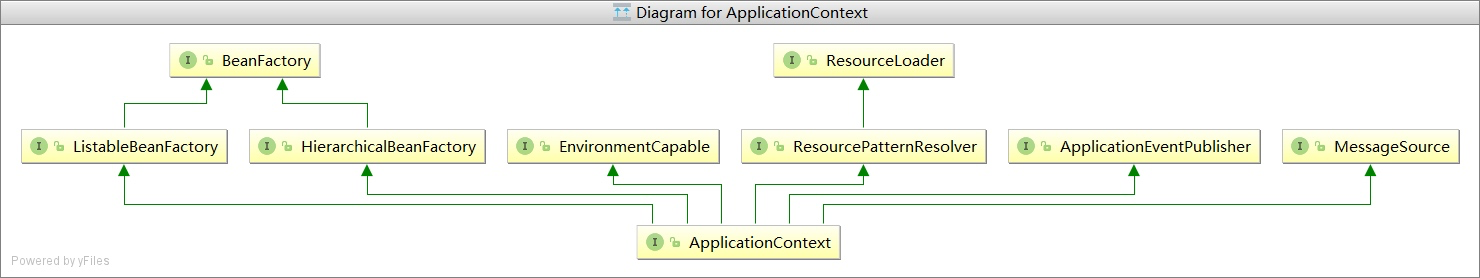 Diagram for ApplicationContext
BeanFactory
ResourceLoader
ListableBeanFactory
HierarchicalBeanFactory
EnvironmentCapable
ResourcePatternResolver
ApplicationEventPublisher
MessageSource
ApplicationContext
Powered by yFiles